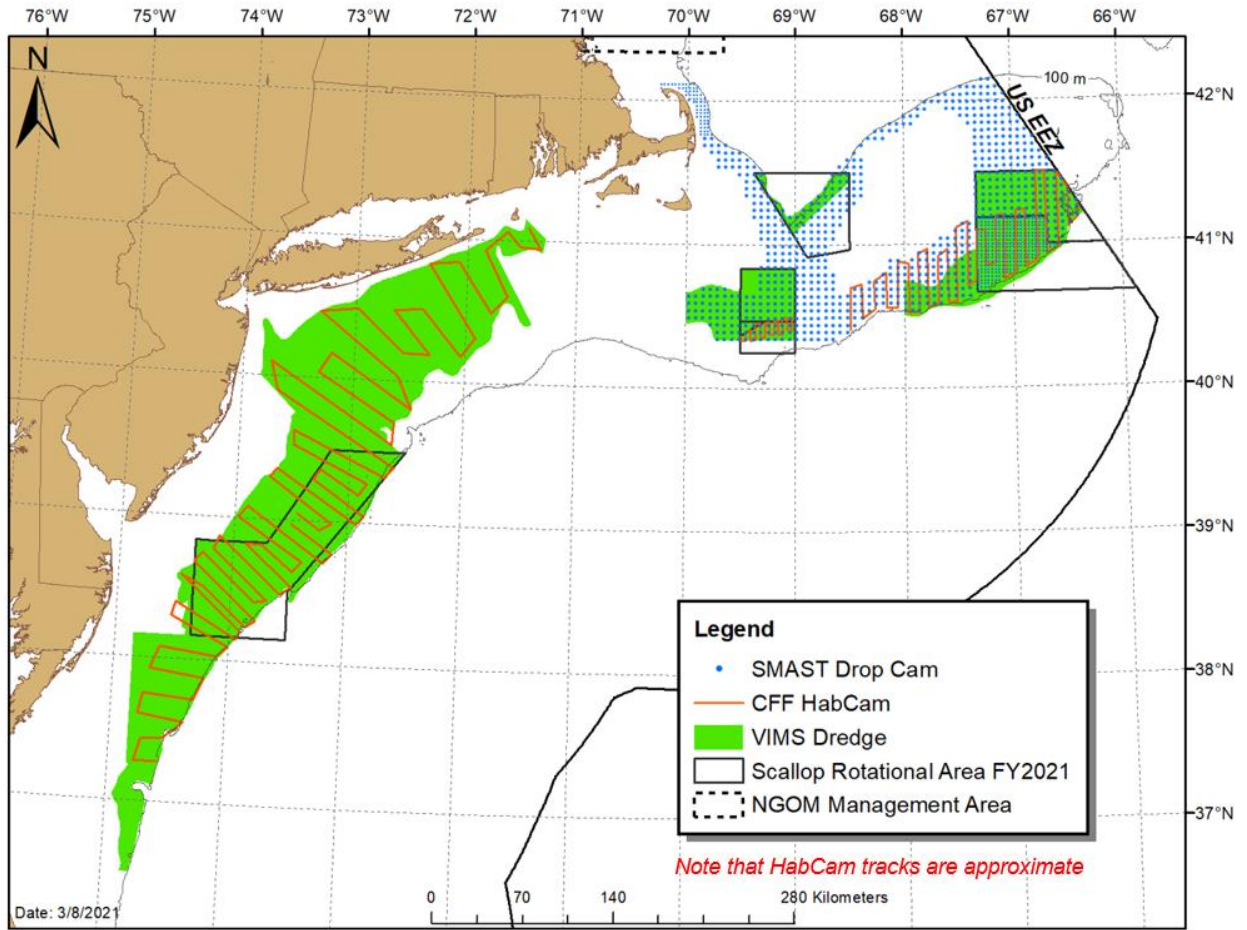 76°W 75°W 74°W 73°W 72°W 71°W 70°W 69°W 68°W 67°W 66°W
N
100 m
US EEZ
42°N
41°N
40°N
39°N
38°N
37°N
Legend
SMAST Drop Cam
CFF HabCam
VIMS Dredge
Scallop Rotational Area FY2021
NGOM Management Area
Note that HabCam tracks are approximate
0 70 140 280 Kilometers
Date: 3/8/2021